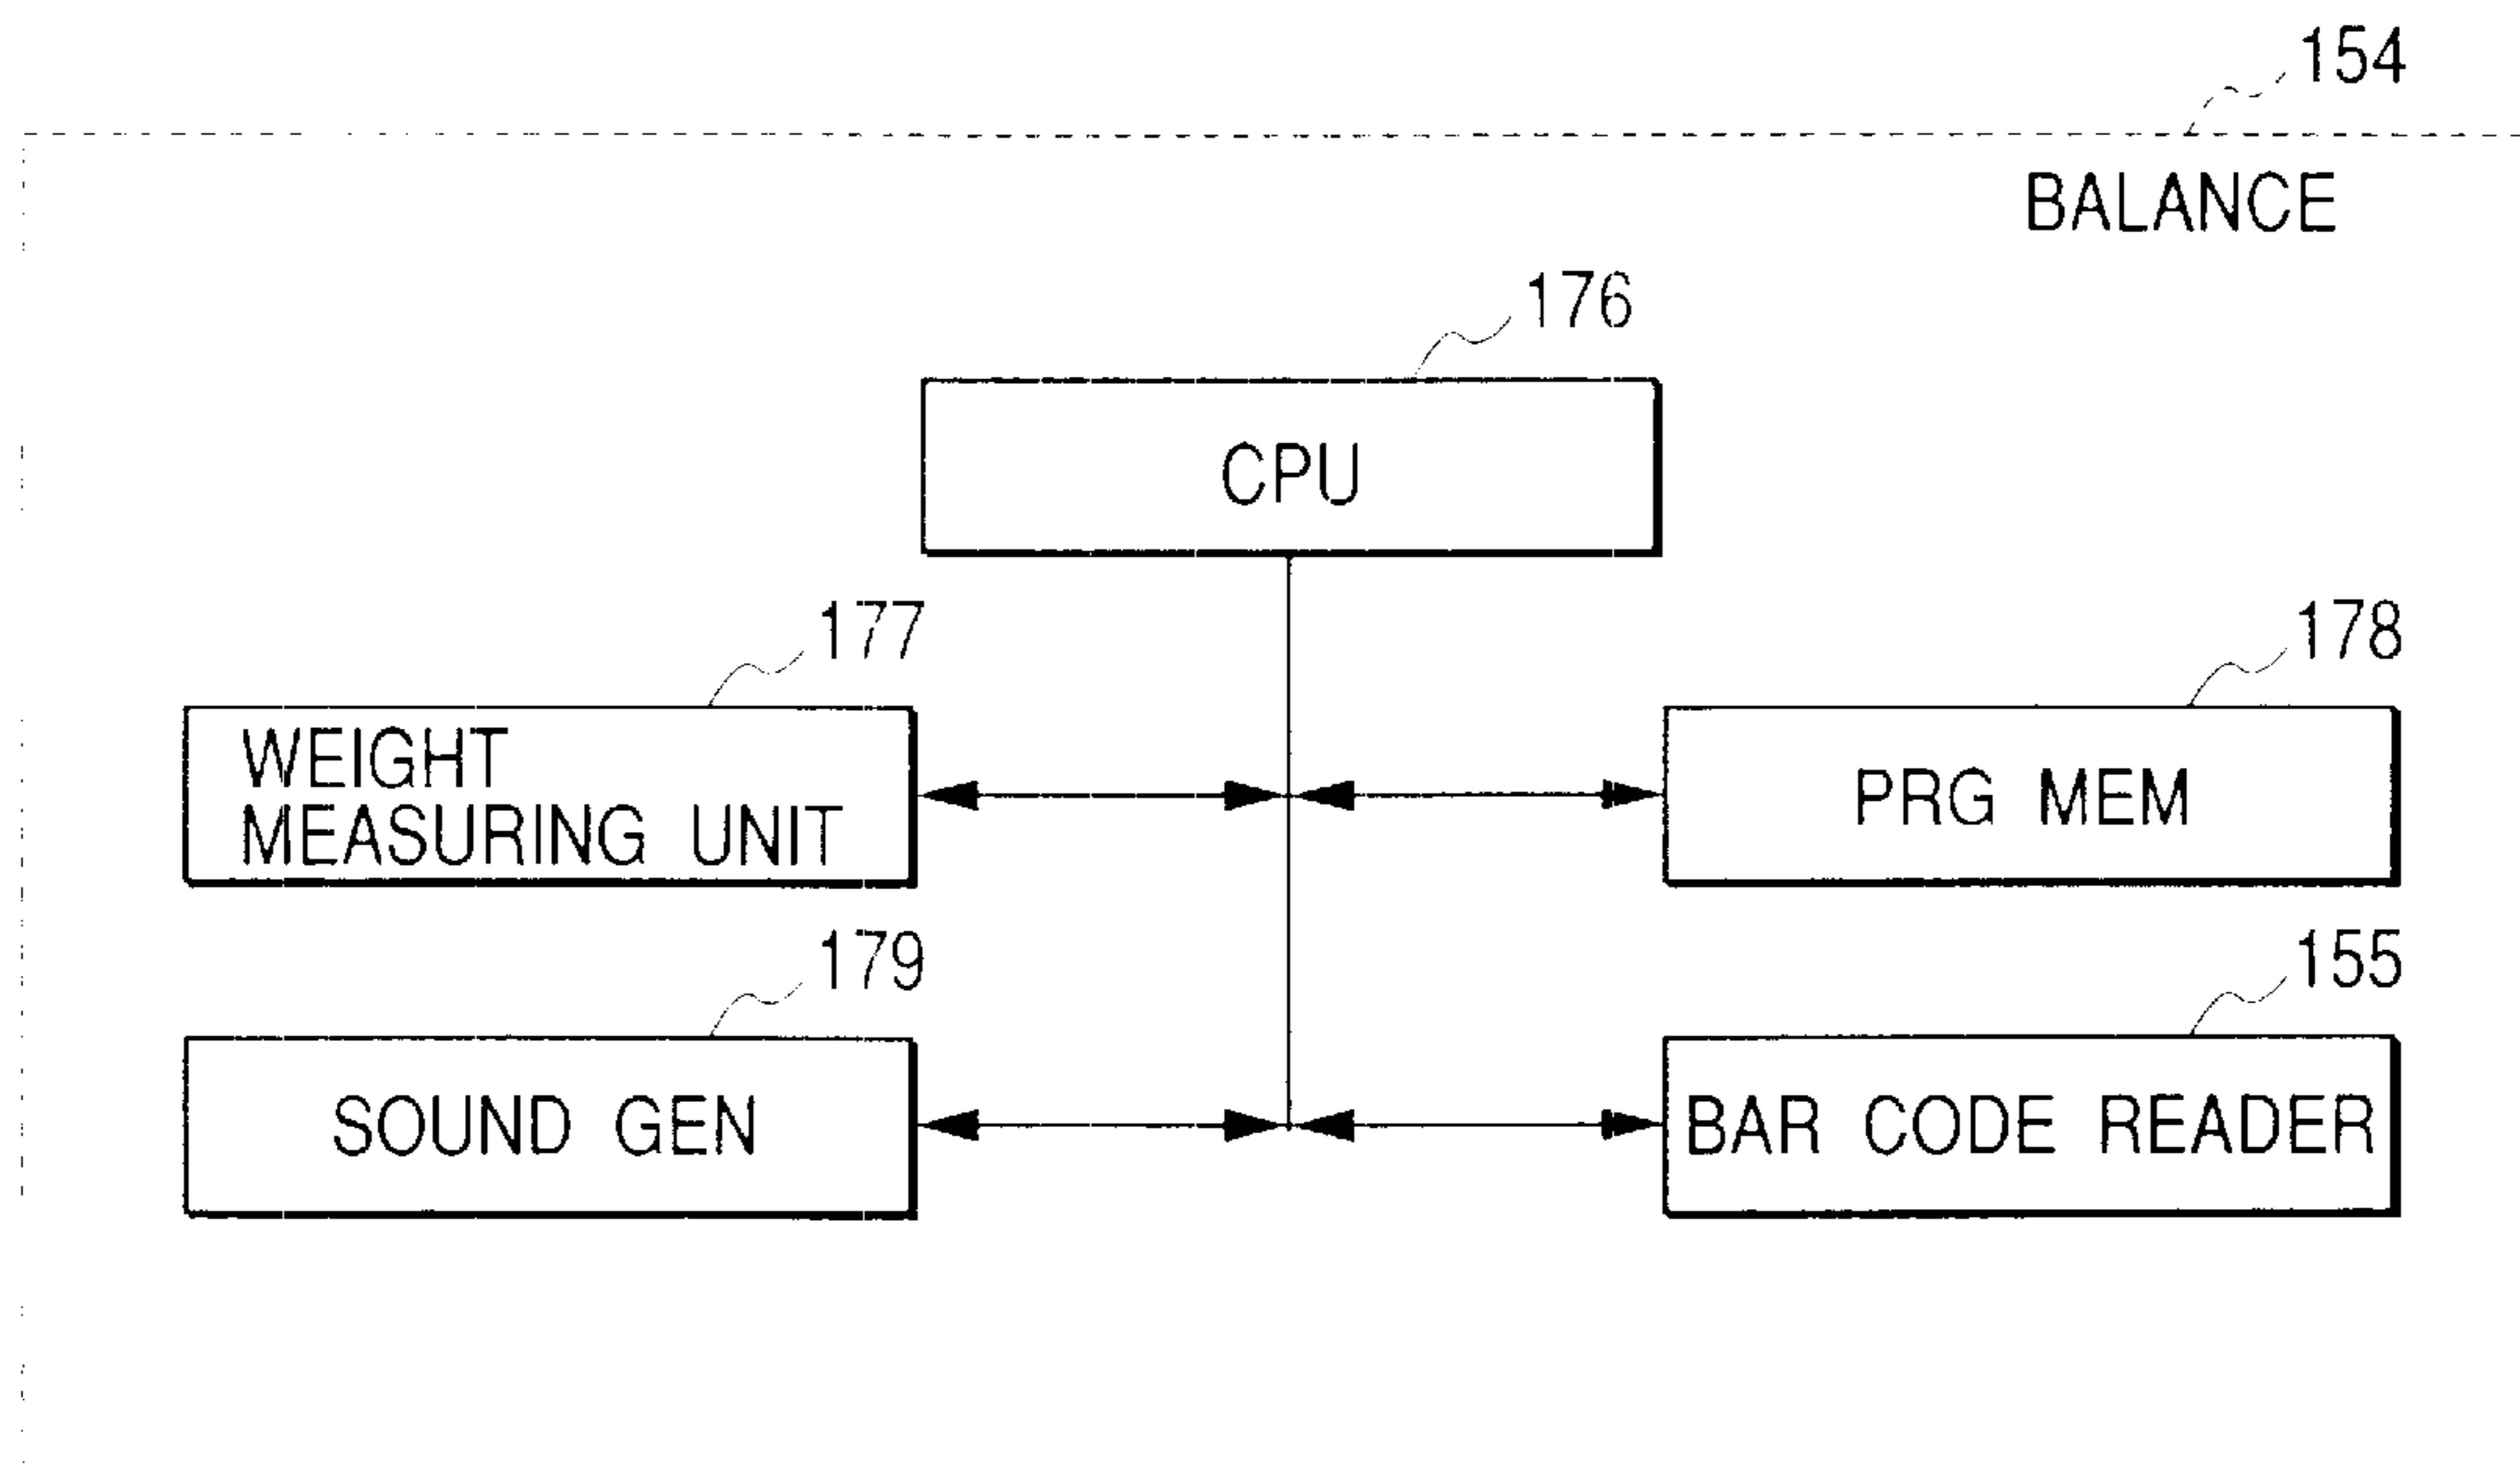 154
BALANCE
176
CPU
177
WEIGHT
MEASURING UNIT
178
PRG MEM
179
SOUND GEN
155
BAR CODE READER